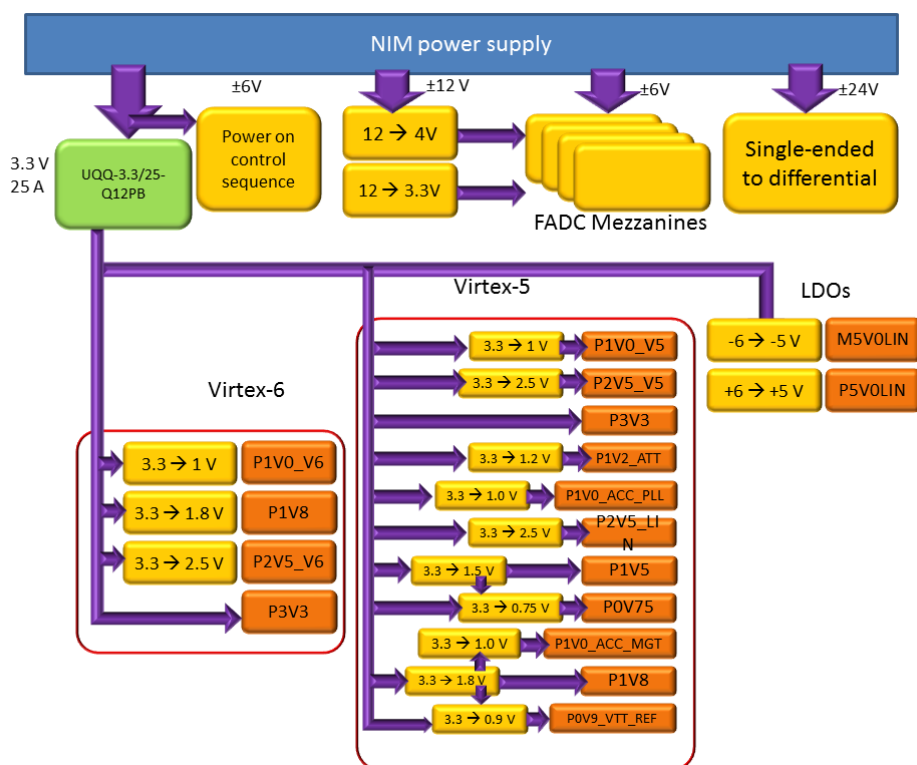 NIM power supply
±6V
±12 V
±6V
±24V
3.3 V
25 A
UQQ-3.3/25-
Q12PB
Power on
control
sequence
12 → 4V
12 → 3.3V
FADC Mezzanines
Single-ended
to differential
Virtex-5
LDOs
-6 → -5 V
M5V0LIN
+6 → +5 V
P5V0LIN
3.3 → 1 V
P1V0_V5
3.3 → 2.5 V
P2V5_V5
P3V3
3.3 → 1.2 V
P1V2_ATT
3.3 → 1.0 V
P1V0_ACC_PLL
3.3 → 2.5 V
P2V5_LI
N
3.3 → 1.5 V
P1V5
3.3 → 0.75 V
P0V75
3.3 → 1.0 V
P1V0_ACC_MGT
3.3 → 1.8 V
P1V8
3.3 → 0.9 V
P0V9_VTT_REF
Virtex-6
3.3 → 1 V
P1V0_V6
3.3 → 1.8 V
P1V8
3.3 → 2.5 V
P2V5_V6
P3V3